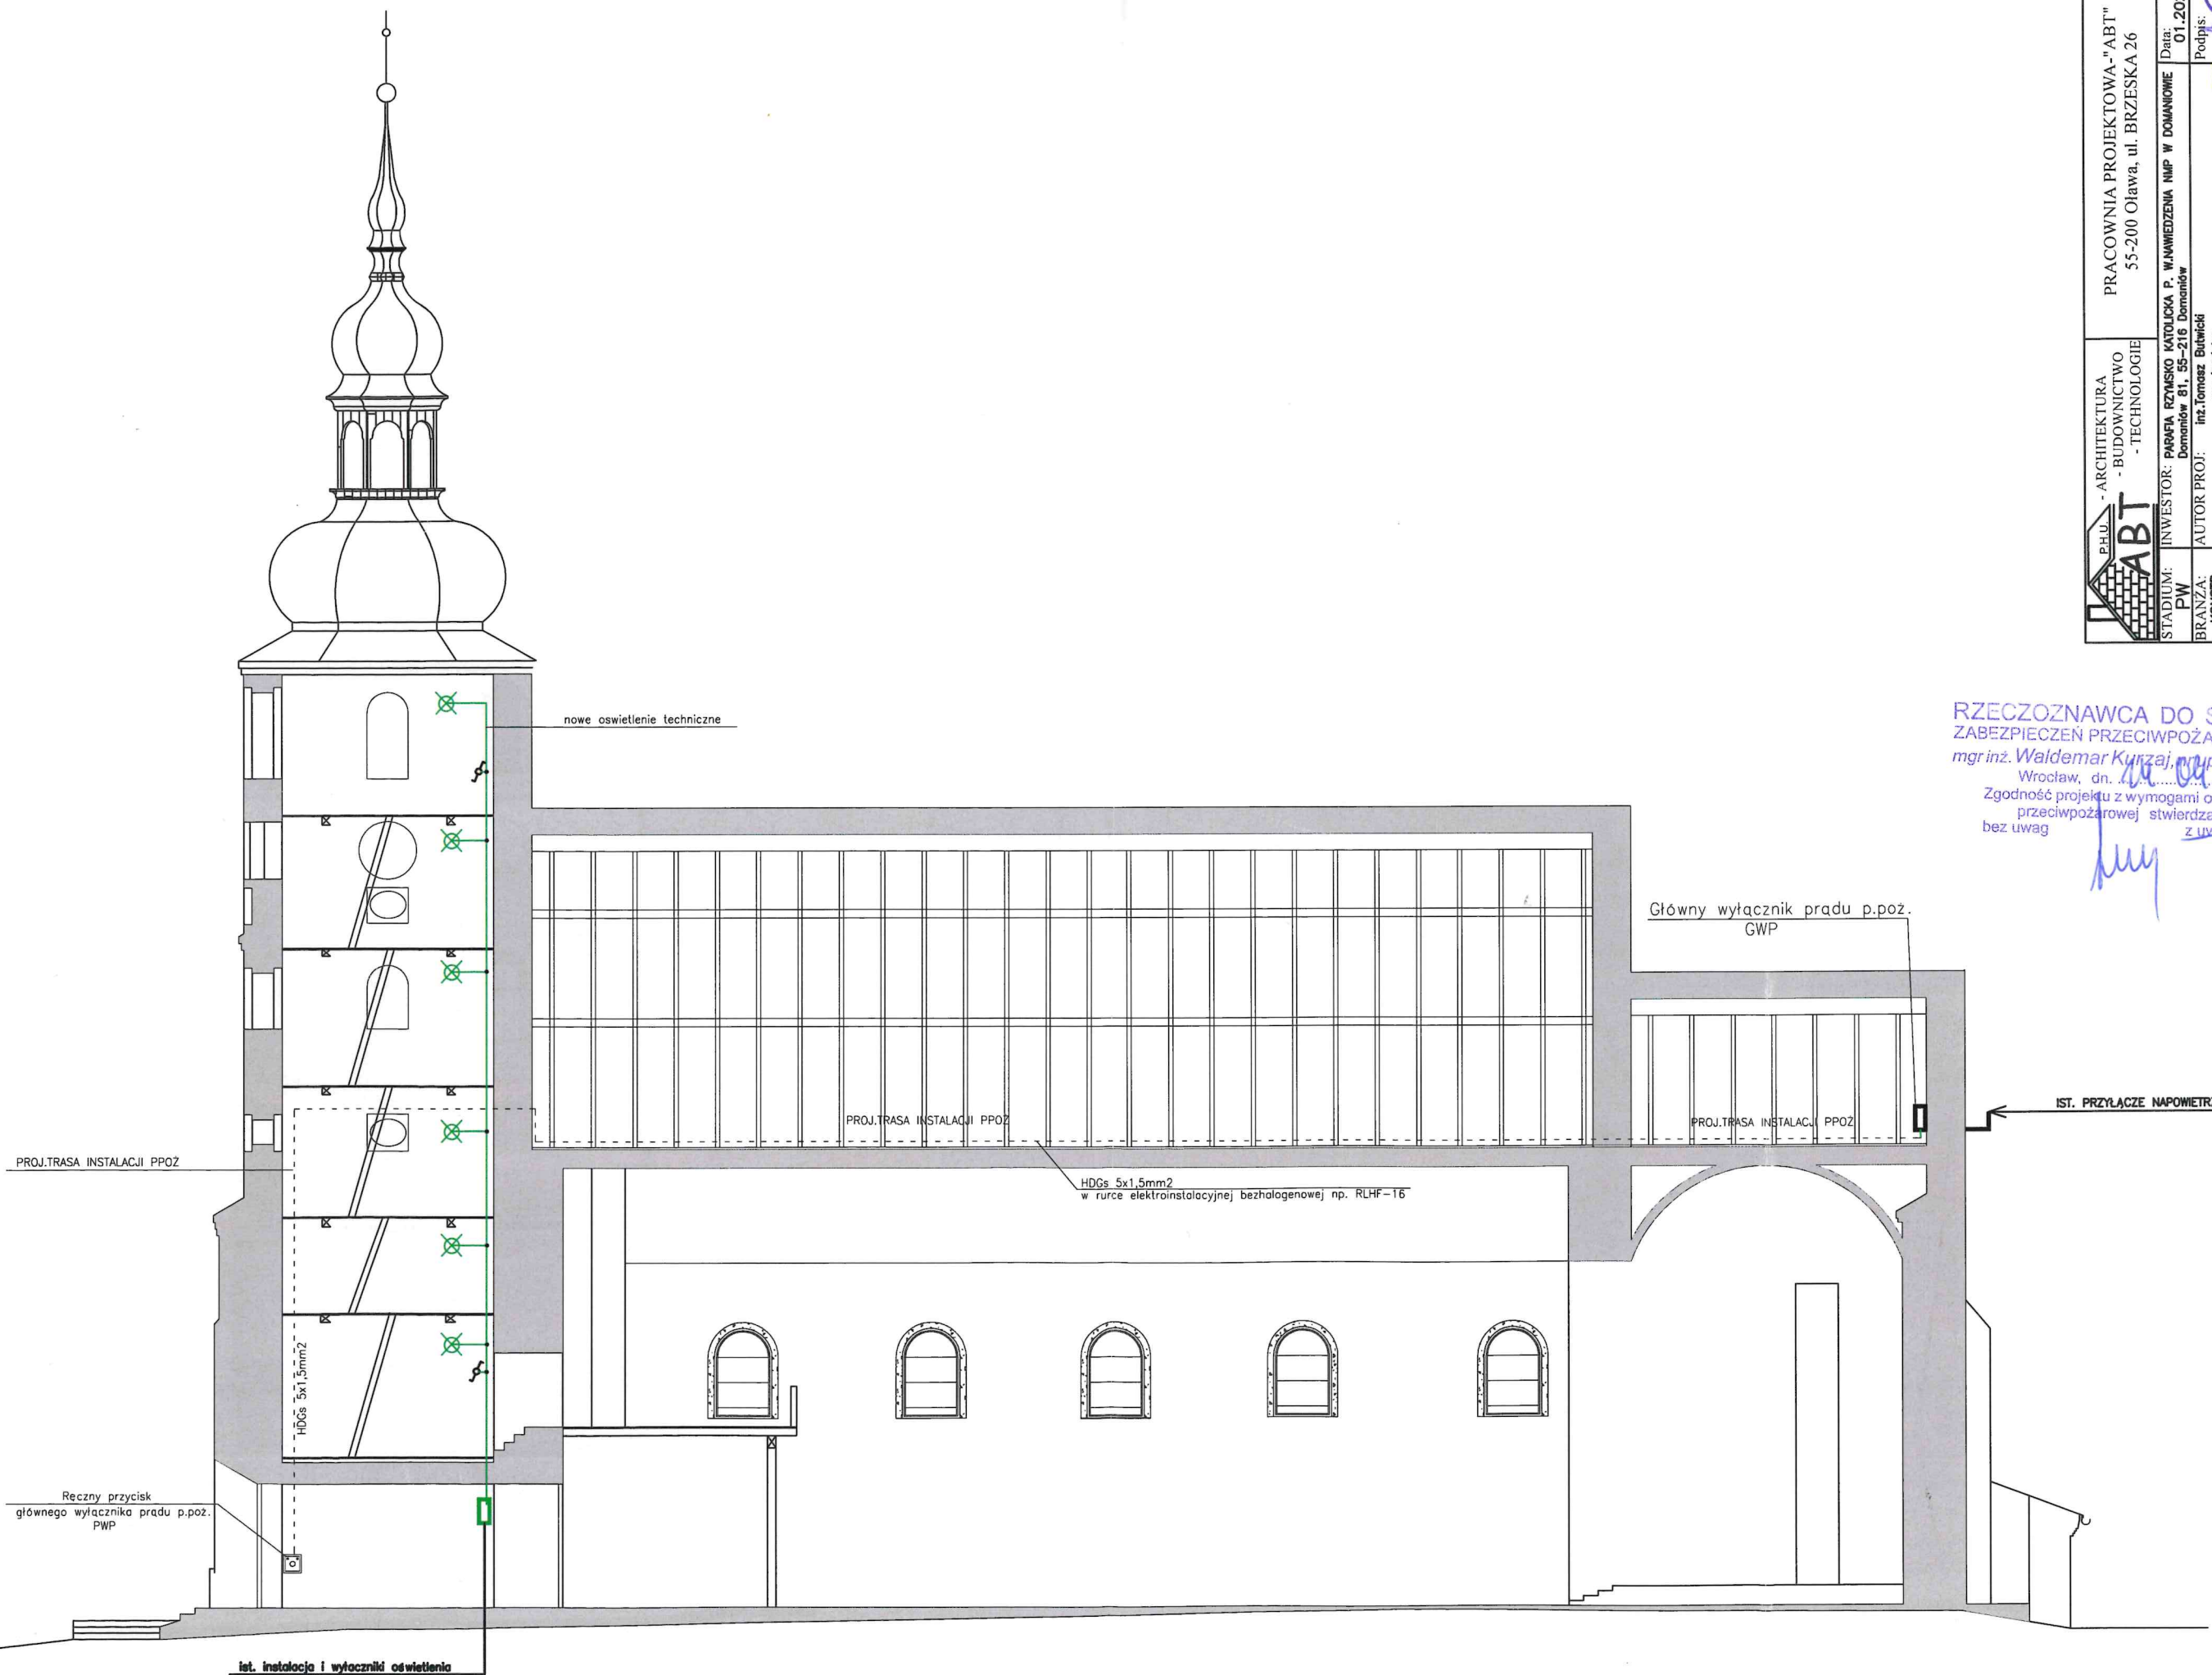 nowe oswietlenie techniczne
Główny wyłącznik prądu p.poż.
GWP
IST. PRZYŁĄCZE NAPOWIETRZ
PROJ.TRASA INSTALACJI PPOŻ
PROJ.TRASA INSTALACJI PPOŻ
PROJ.TRASA INSTALACJI PPOŻ
HDGs 5x1,5mm2
w rurce elektroinstalacyjnej bezhalogenowej np. RLHF-16
HDGs 5x1,5mm2
Ręczny przycisk
głównego wyłącznika prądu p.poż.
PWP
ist. instalacja i wyłączniki oświetlenia
P.H.U.
ABT
- ARCHITEKTURA
- BUDOWNICTWO
- TECHNOLOGIE
PRACOWNIA PROJEKTOWA-"ABT"
55-200 Oława, ul. BRZESKA 26
STADIUM:
PW
INWESTOR: PARAFIA RZYMSKO KATOLICKA P. W.NAWIEDZENIA NMP W DOMANIOWIE
Domaniów 81, 55-216 Domaniów
Data:
01.20
BRANŻA:
AUTOR PROJ: inż.Tomasz Butwicki
Podpis:
RZECZOZNAWCA DO
ZABEZPIECZEŃ PRZECIWPOŻA
mgr inż. Waldemar Kurzaj,
Wrocław, dn.
Zgodność projektu z wymogami o
przeciwpożarowej stwierdza
bez uwag z uw